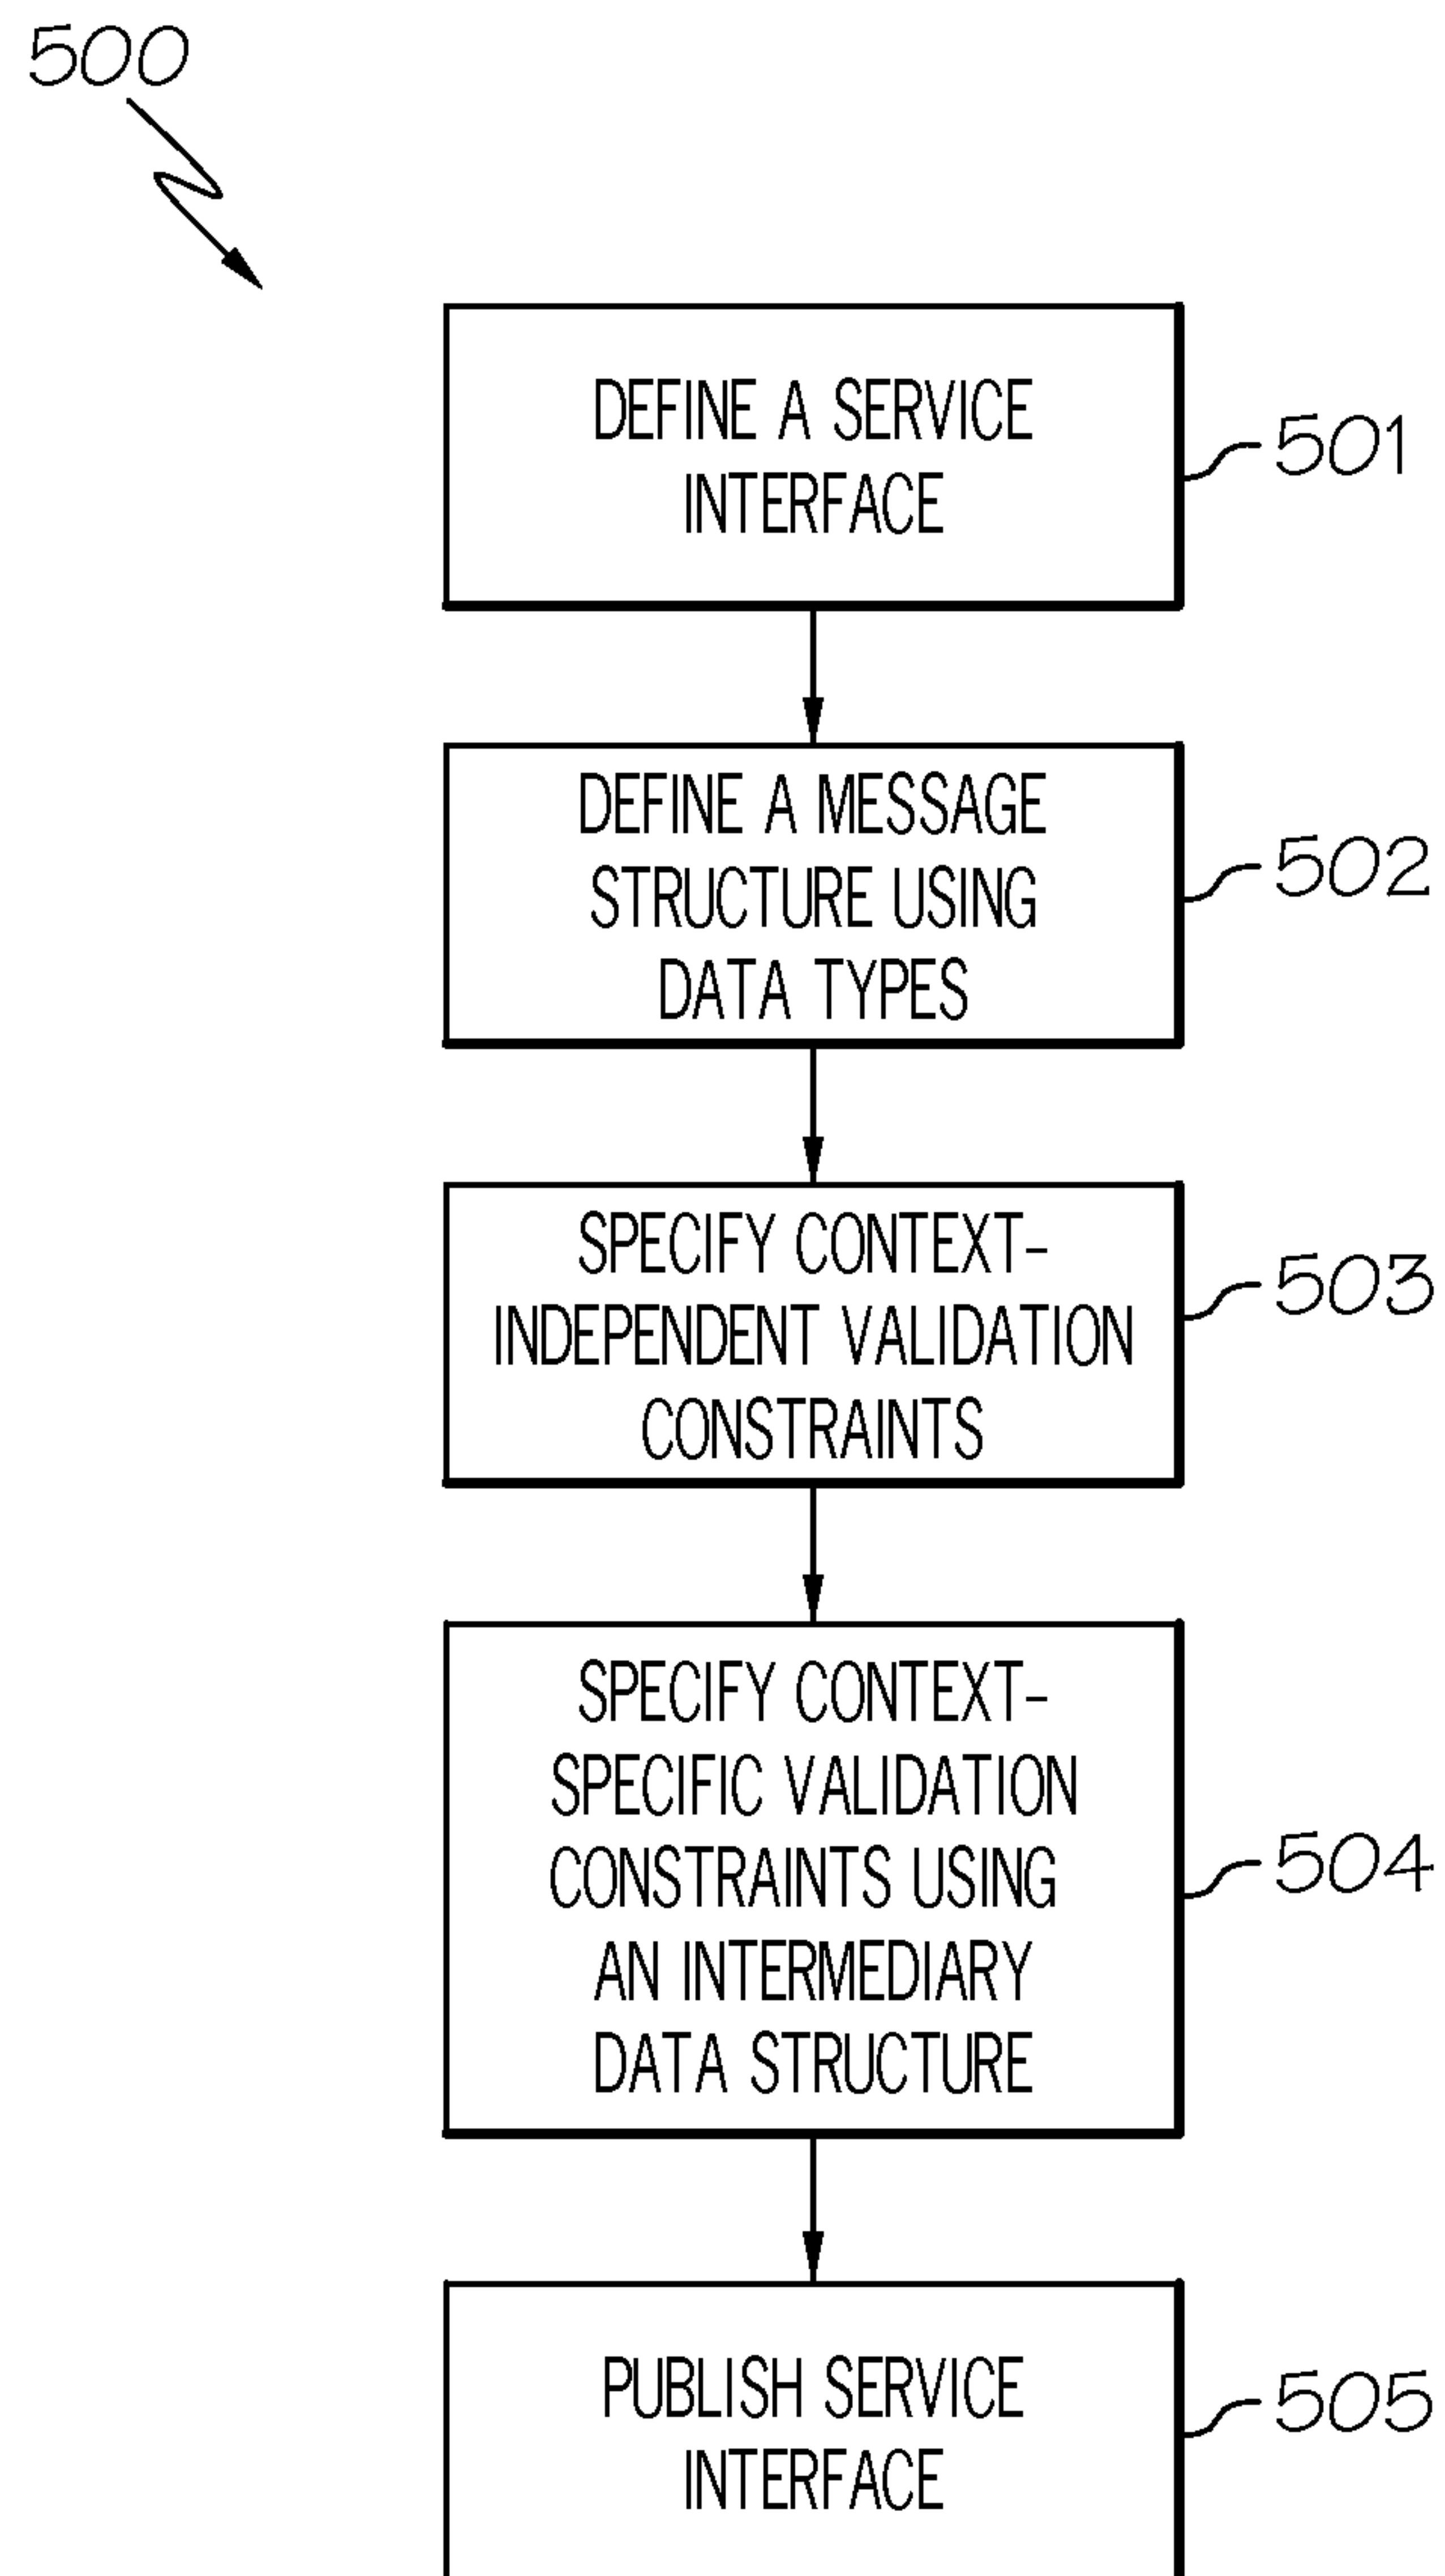 500
DEFINE A SERVICE
INTERFACE
501
DEFINE A MESSAGE
STRUCTURE USING
DATA TYPES
502
SPECIFY CONTEXT-
INDEPENDENT VALIDATION
CONSTRAINTS
503
SPECIFY CONTEXT-
SPECIFIC VALIDATION
CONSTRAINTS USING
AN INTERMEDIARY
DATA STRUCTURE
504
PUBLISH SERVICE
INTERFACE
505